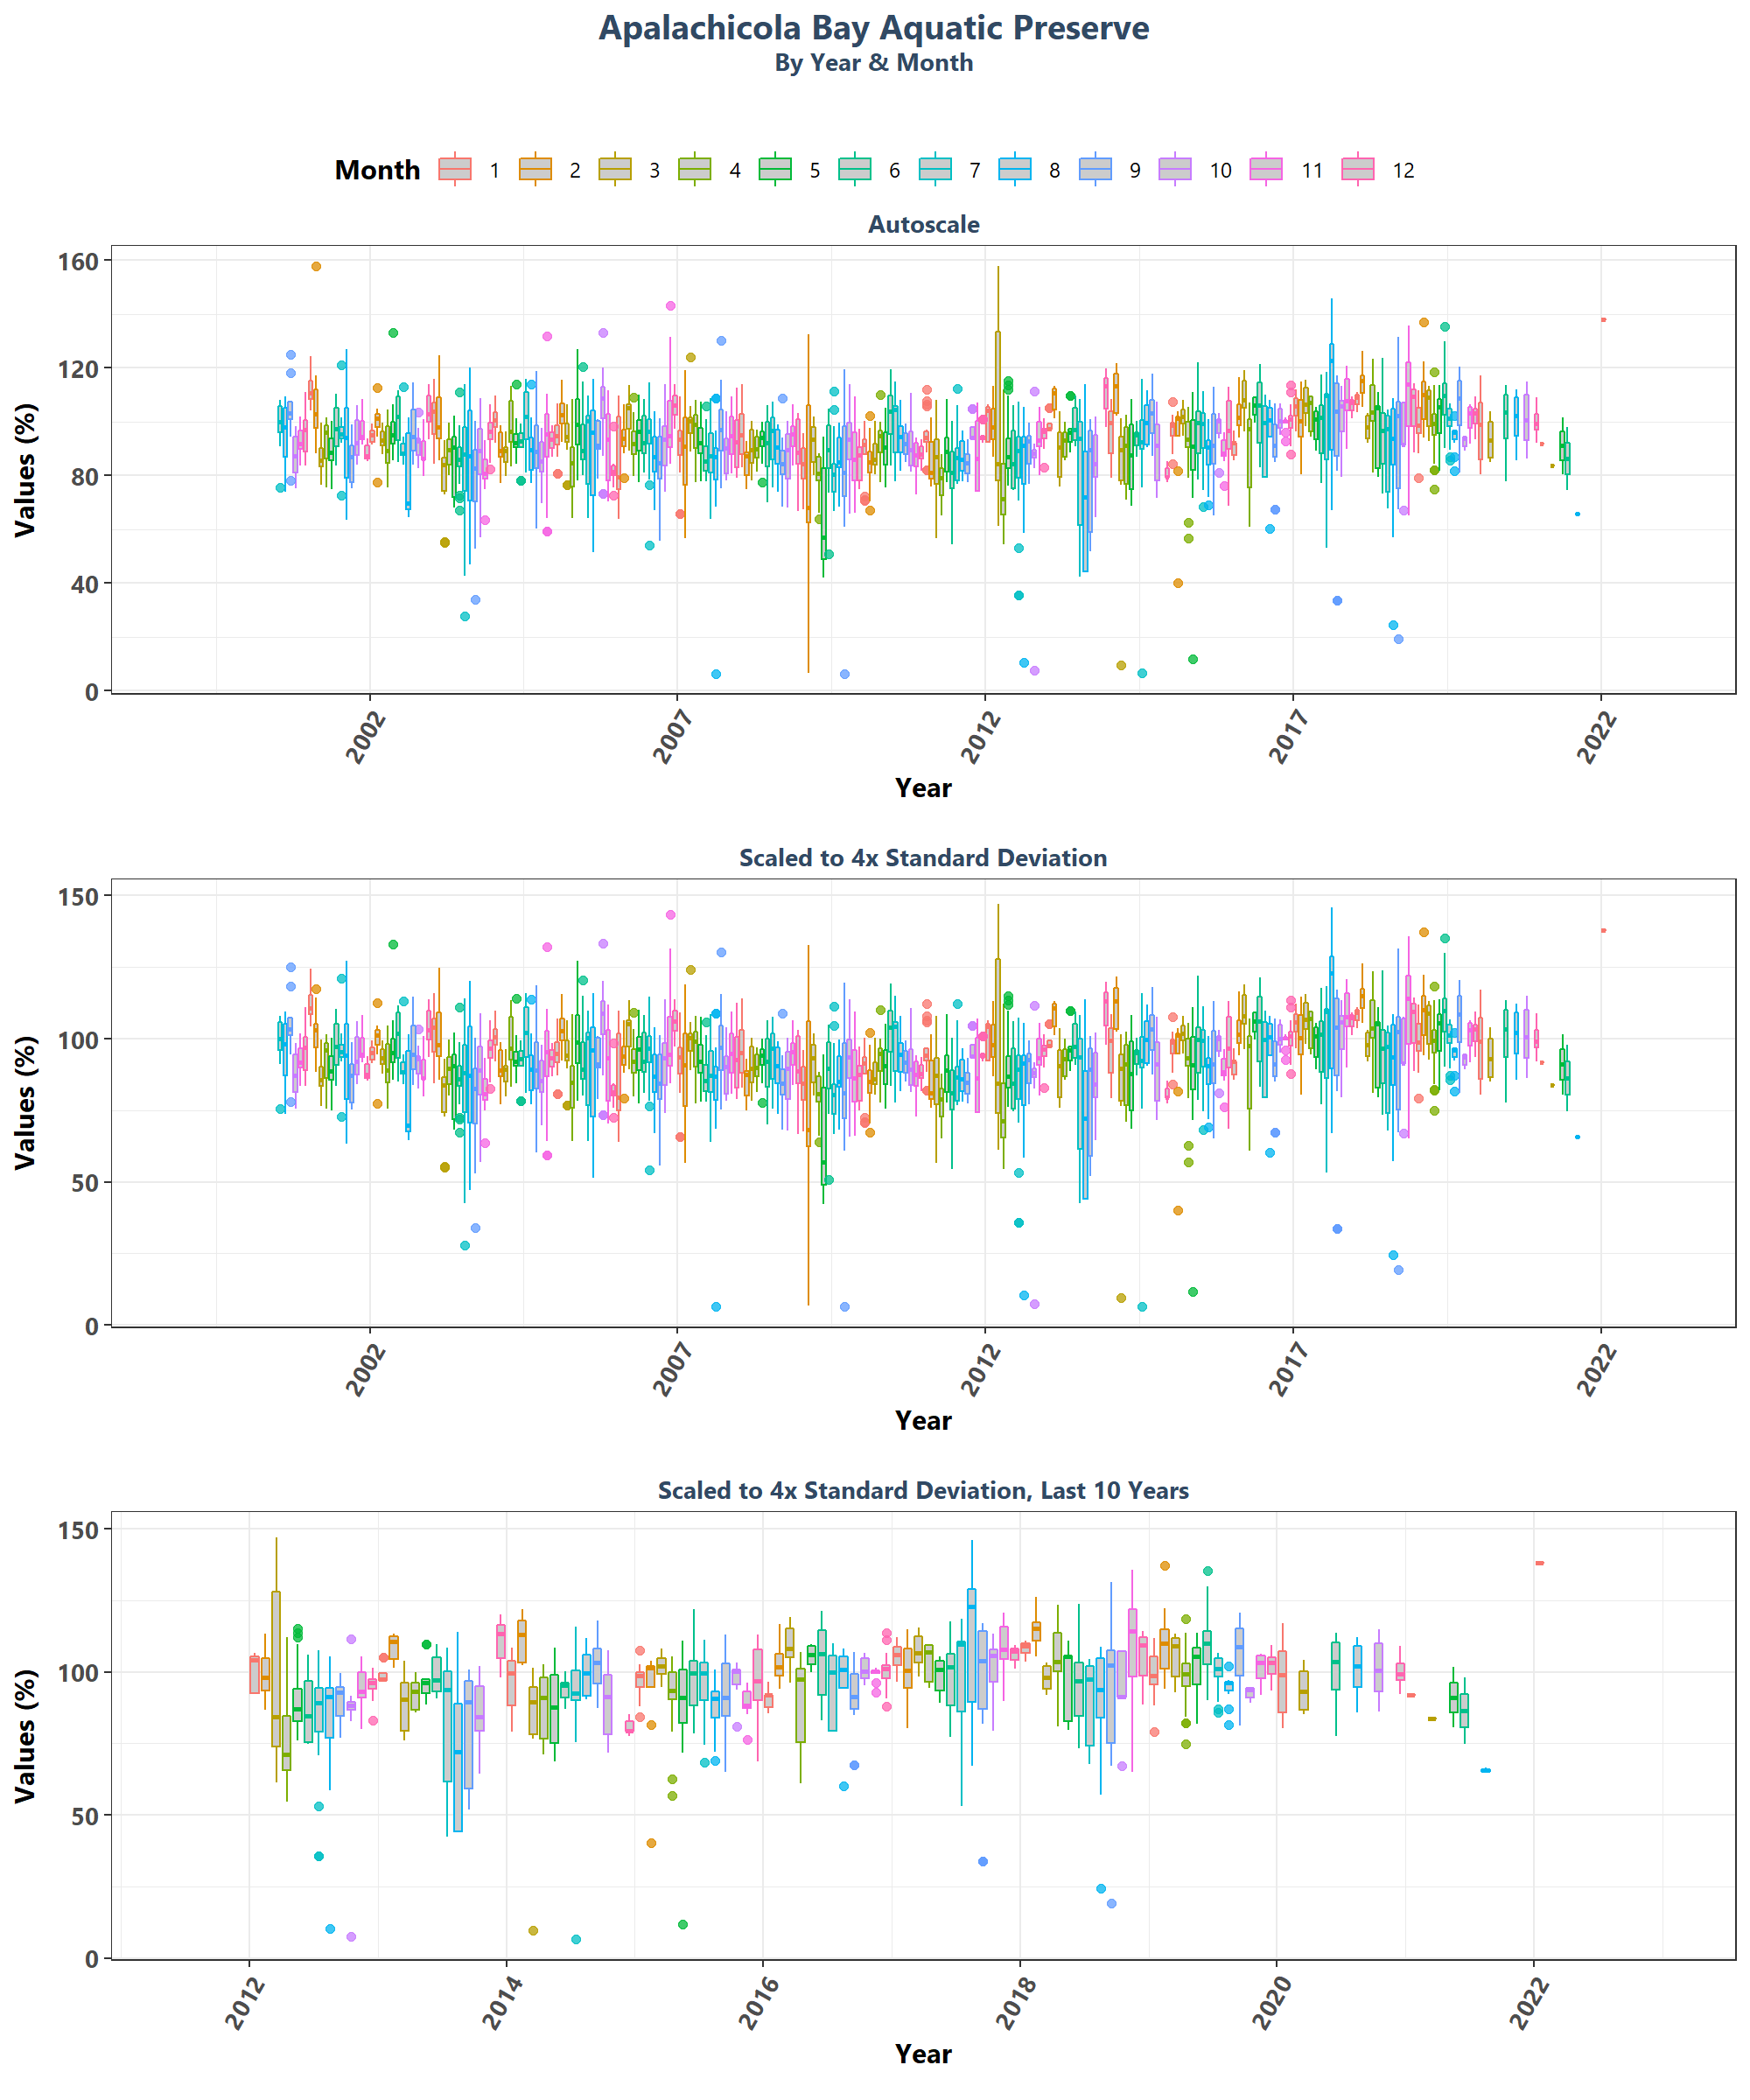 Apalachicola Bay Aquatic Preserve
By Year & Month
Month 1 2 3 4 5 6 7 8 9 10 11 12
Autoscale
160
120
80
40
0
Values (%)
2002 2007 2012 2017 2022
Year
Scaled to 4x Standard Deviation
150
100
50
0
Values (%)
2002 2007 2012 2017 2022
Year
Scaled to 4x Standard Deviation, Last 10 Years
150
100
50
0
Values (%)
2012 2014 2016 2018 2020 2022
Year